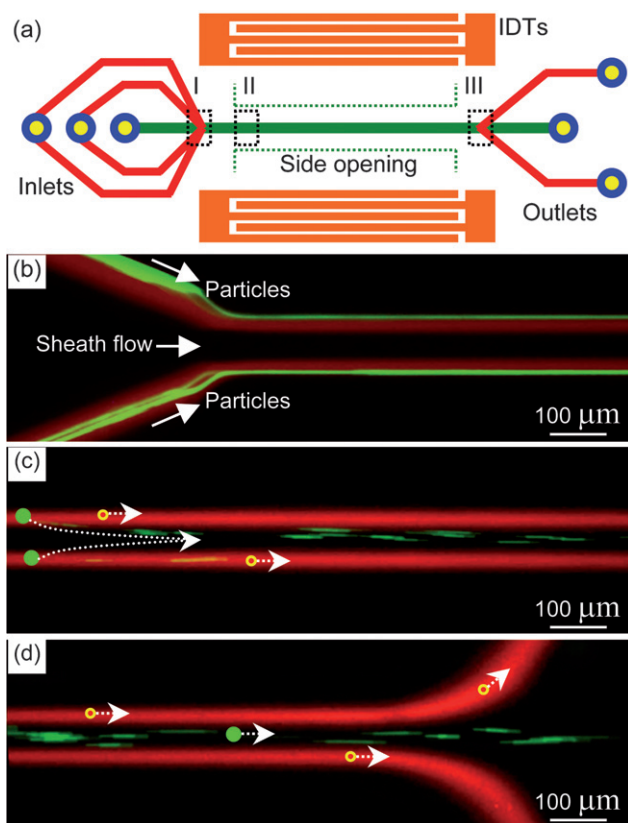 (a)
IDTs
I
II
III
Inlets
Side opening
Outlets
(b)
Particles
Sheath flow
Particles
100 μm
(c)
100 μm
(d)
100 μm